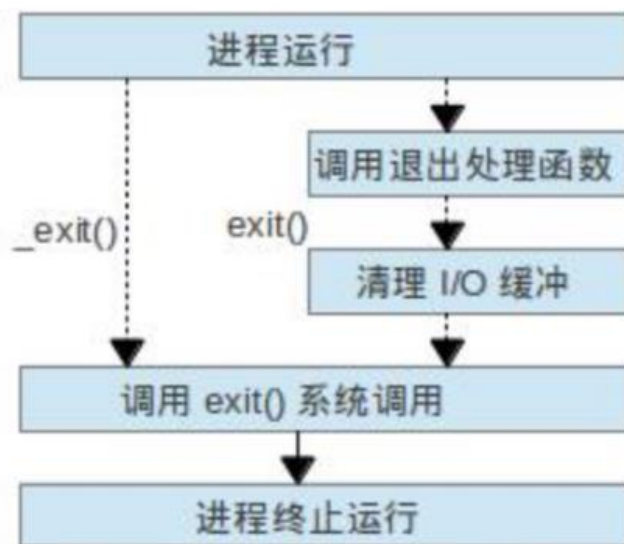 进程运行
调用退出处理函数
_exit()
exit()
清理 I/O 缓冲
调用 exit() 系统调用
进程终止运行